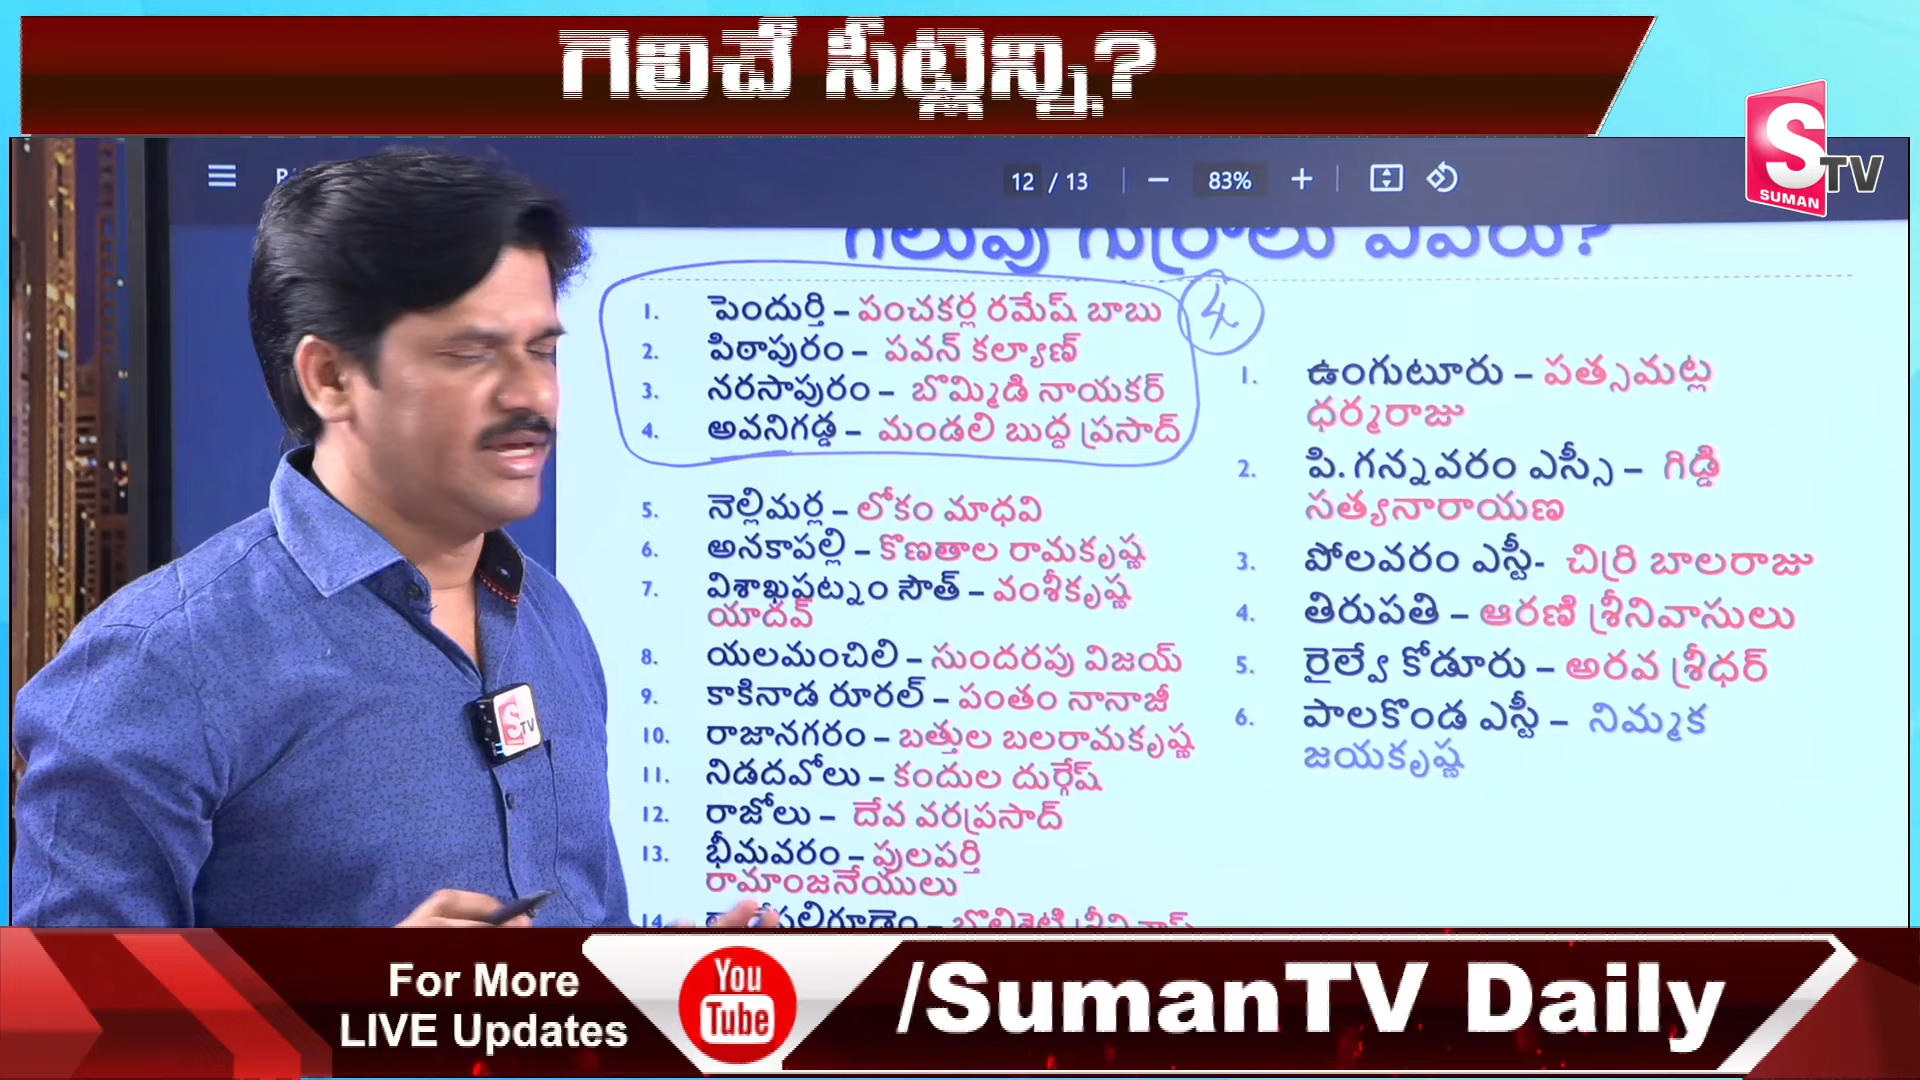 గెలిచే సీట్లెన్ని?
S
TV
SUMAN
12 / 13
83%
గెలుపు గుర్రాలు ఎవరు?
1. పెందుర్తి – పంచకర్ల రమేష్ బాబు
2. పిఠాపురం – పవన్ కల్యాణ్
3. నరసాపురం – బొమ్మిడి నాయకర్
4. అవనిగడ్డ – మండలి బుద్ధ ప్రసాద్
4
5. నెల్లిమర్ల – లోకం మాధవి
6. అనకాపల్లి – కొణతాల రామకృష్ణ
7. విశాఖపట్నం సౌత్ – వంశీకృష్ణ
యాదవ్
8. యలమంచిలి – సుందరపు విజయ్
9. కాకినాడ రూరల్ – పంతం నానాజీ
10. రాజానగరం – బత్తుల బలరామకృష్ణ
11. నిడదవోలు – కందుల దుర్గేష్
12. రాజోలు – దేవ వరప్రసాద్
13. భీమవరం – పులపర్తి
రామాంజనేయులు
14.
1. ఉంగుటూరు – పత్సమట్ల
ధర్మరాజు
2. పి. గన్నవరం ఎస్సీ – గిడ్డి
సత్యనారాయణ
3. పోలవరం ఎస్టీ- చిర్రి బాలరాజు
4. తిరుపతి – ఆరణి శ్రీనివాసులు
5. రైల్వే కోడూరు – అరవ శ్రీధర్
6. పాలకొండ ఎస్టీ – నిమ్మక
జయకృష్ణ
S TV
For More
LIVE Updates
You
Tube
/SumanTV Daily